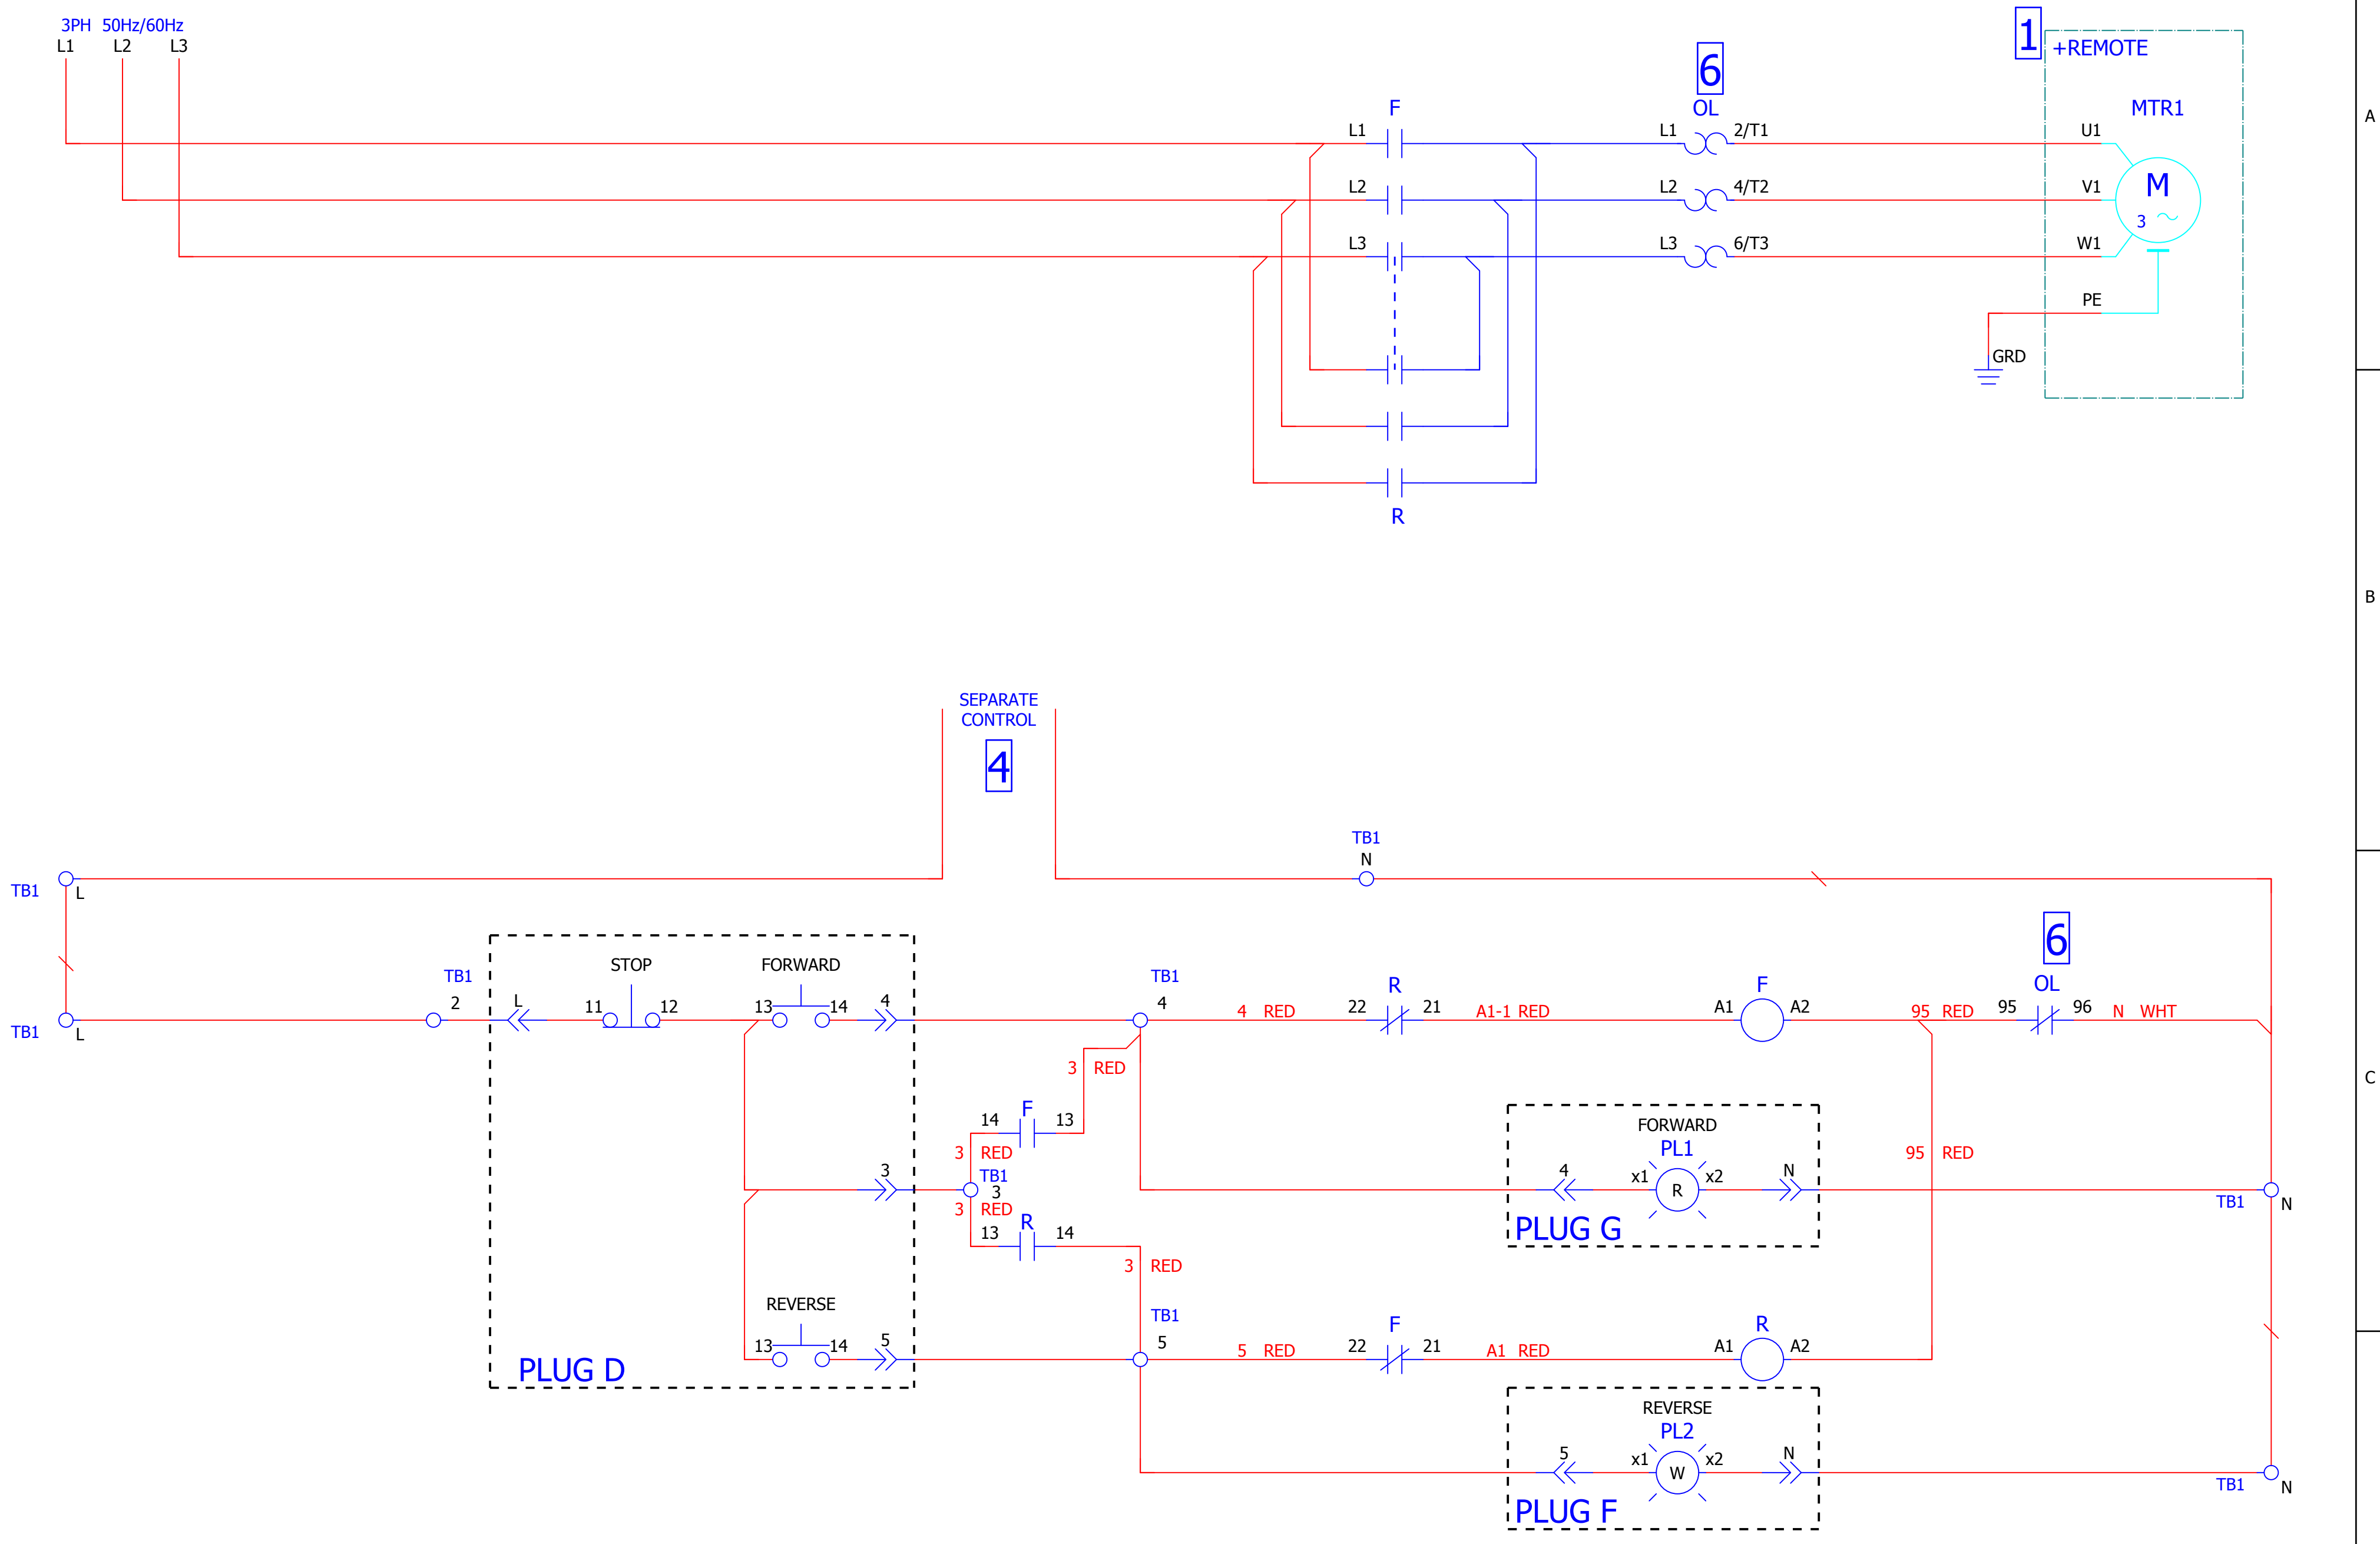 3PH 50Hz/60Hz
L1 L2 L3
1
+REMOTE
6
F
OL
MTR1
A
L1
L1 2/T1
U1
L2
L2 4/T2
V1
M
3
L3
L3 6/T3
W1
PE
GRD
R
B
SEPARATE
CONTROL
4
TB1
N
TB1
L
6
STOP
FORWARD
TB1
2
TB1
4
R
F
OL
L
11 12
13 14
4
4 RED
22 21
A1-1 RED
A1 A2
95 RED
95 96
N WHT
TB1
L
3 RED
C
F
14 13
3 RED
TB1
3
3 RED
R
13 14
3
FORWARD
PL1
4
x1 x2
R
N
PLUG G
95 RED
TB1
N
3 RED
REVERSE
13 14
5
PLUG D
TB1
5
5 RED
F
22 21
A1 RED
R
A1 A2
REVERSE
PL2
5
x1 x2
W
N
PLUG F
TB1
N